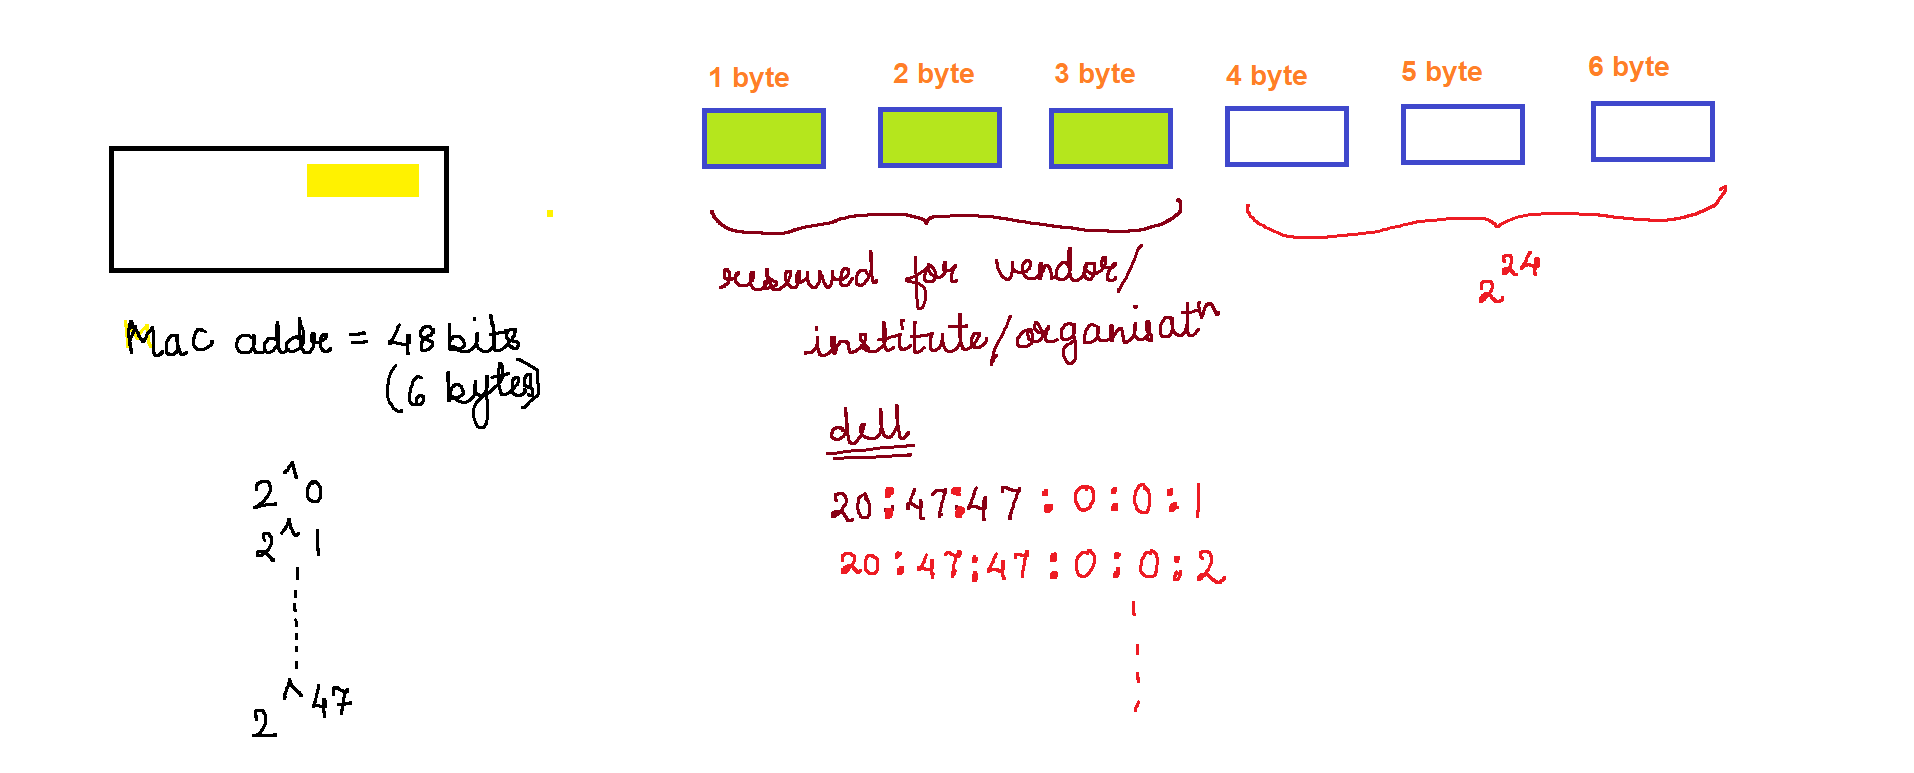 1 byte 2 byte 3 byte 4 byte 5 byte 6 byte
reserved for vendor/
institute/organisatⁿ
2²⁴
Mac addr = 48 bits
(6 bytes)
dell
20:47:47:0:0:1
20:47:47:0:0:2
2^0
2^1
2^47